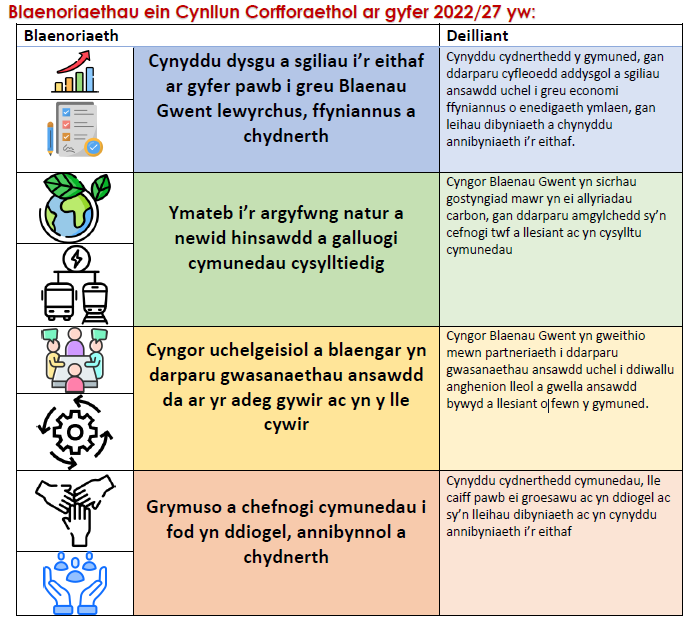 Blaenoriaethau ein Cynllun Corfforaethol ar gyfer 2022/27 yw:
Blaenoriaeth
Deilliant
Cynyddu dysgu a sgiliau i'r eithaf
ar gyfer pawb i greu Blaenau
Gwent lewyrchus, ffyniannus a
chydnerth
Cynyddu cydnerthedd y gymuned, gan
ddarparu cyfleoedd addysgol a sgiliau
ansawdd uchel i greu economi
ffyniannus o enedigaeth ymlaen, gan
leihau dibyniaeth a chynyddu
annibyniaeth i'r eithaf.
Ymateb i'r argyfwng natur a
newid hinsawdd a galluogi
cymunedau cysylltiedig
Cyngor Blaenau Gwent yn sicrhau
gostyngiad mawr yn ei allyriadau
carbon, gan ddarparu amgylchedd sy'n
cefnogi twf a llesiant ac yn cysylltu
cymunedau
Cyngor uchelgeisiol a blaengar yn
darparu gwasanaethau ansawdd
da ar yr adeg gywir ac yn y lle
cywir
Cyngor Blaenau Gwent yn gweithio
mewn partneriaeth i ddarparu
gwasanaethau ansawdd uchel i ddiwallu
anghenion lleol a gwella ansawdd
bywyd a llesiant o fewn y gymuned.
Grymuso a chefnogi cymunedau i
fod yn ddiogel, annibynnol a
chydnerth
Cynyddu cydnerthedd cymunedau, lle
caiff pawb ei groesawu ac yn ddiogel ac
sy'n lleihau dibyniaeth ac yn cynyddu
annibyniaeth i'r eithaf